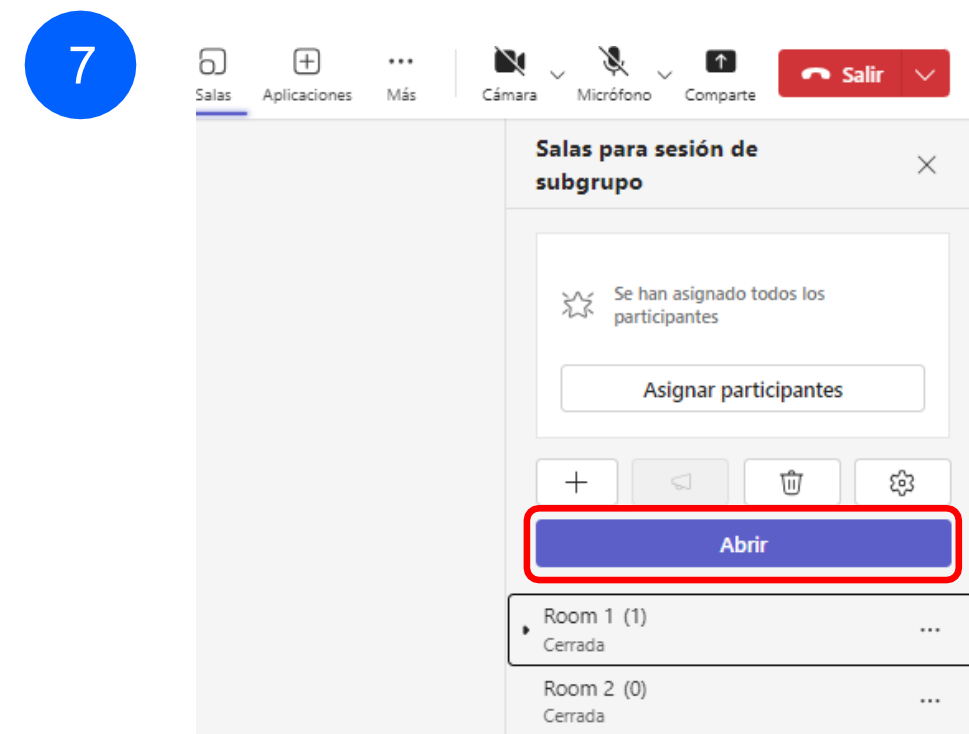 7
Salas
Aplicaciones
Más
Cámara
Micrófono
Comparte
Salir
Salas para sesión de
subgrupo
Se han asignado todos los
participantes
Asignar participantes
Abrir
Room 1 (1)
Cerrada
Room 2 (0)
Cerrada